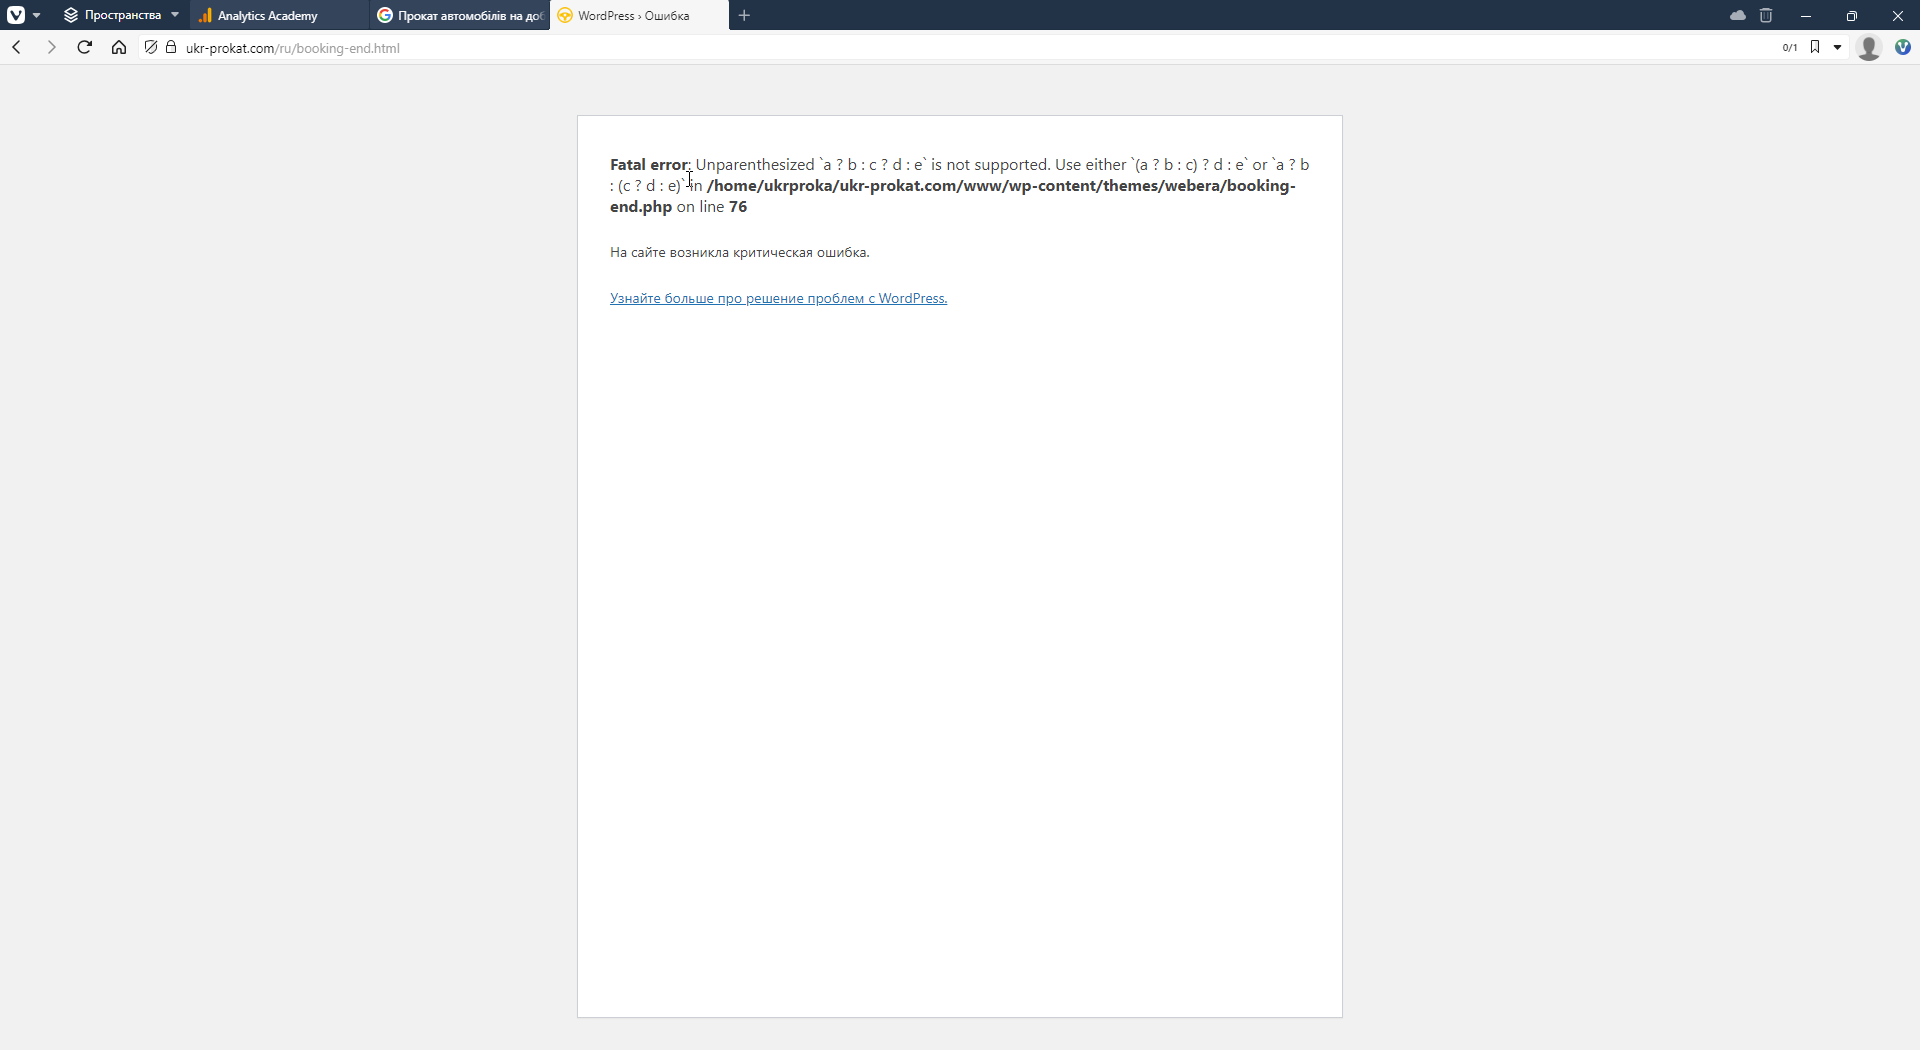 Пространства
Analytics Academy
Прокат автомобілів на доб
WordPress › Ошибка
ukr-prokat.com/ru/booking-end.html
0/1
Fatal error: Unparenthesized `a ? b : c ? d : e` is not supported. Use either `(a ? b : c) ? d : e` or `a ? b
: (c ? d : e)` in /home/ukrproka/ukr-prokat.com/www/wp-content/themes/webera/booking-
end.php on line 76
На сайте возникла критическая ошибка.
Узнайте больше про решение проблем с WordPress.